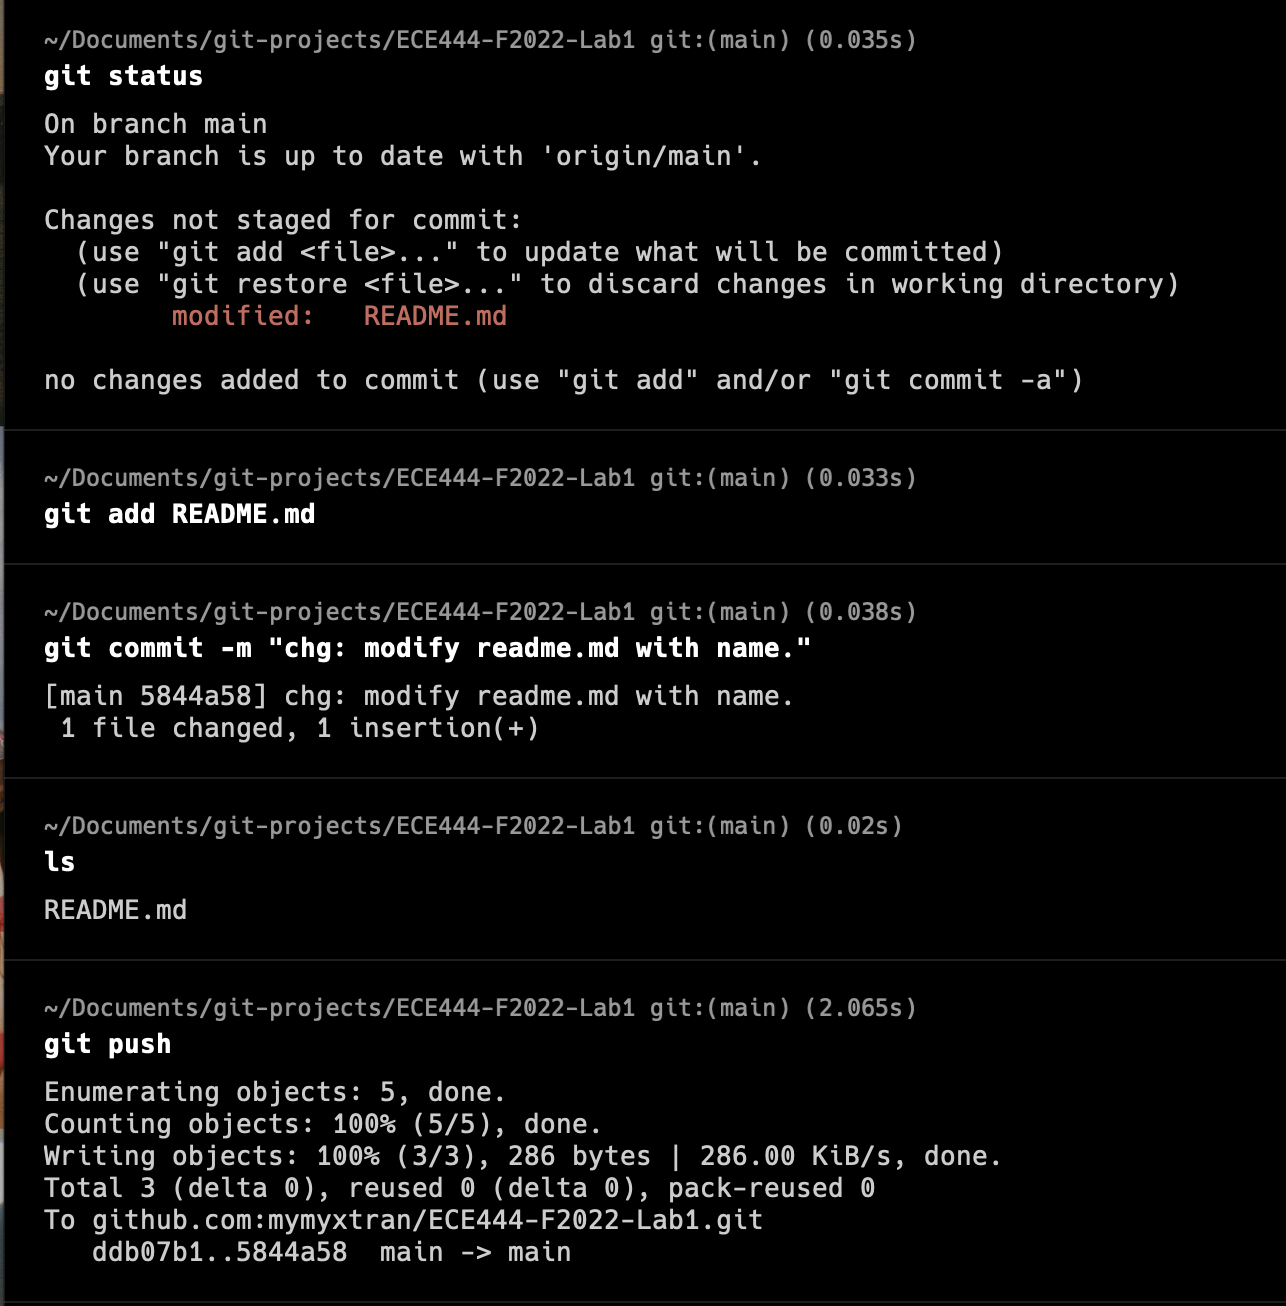 ~/Documents/git-projects/ECE444-F2022-Lab1 git:(main) (0.035s)
git status
On branch main
Your branch is up to date with 'origin/main'.
Changes not staged for commit:
  (use "git add <file>..." to update what will be committed)
  (use "git restore <file>..." to discard changes in working directory)
        modified:   README.md
no changes added to commit (use "git add" and/or "git commit -a")
~/Documents/git-projects/ECE444-F2022-Lab1 git:(main) (0.033s)
git add README.md
~/Documents/git-projects/ECE444-F2022-Lab1 git:(main) (0.038s)
git commit -m "chg: modify readme.md with name."
[main 5844a58] chg: modify readme.md with name.
 1 file changed, 1 insertion(+)
~/Documents/git-projects/ECE444-F2022-Lab1 git:(main) (0.02s)
ls
README.md
~/Documents/git-projects/ECE444-F2022-Lab1 git:(main) (2.065s)
git push
Enumerating objects: 5, done.
Counting objects: 100% (5/5), done.
Writing objects: 100% (3/3), 286 bytes | 286.00 KiB/s, done.
Total 3 (delta 0), reused 0 (delta 0), pack-reused 0
To github.com:mymyxtran/ECE444-F2022-Lab1.git
   ddb07b1..5844a58  main -> main